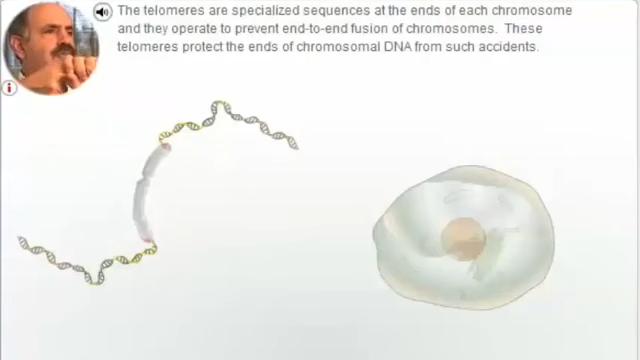 The telomeres are specialized sequences at the ends of each chromosome
and they operate to prevent end-to-end fusion of chromosomes. These
telomeres protect the ends of chromosomal DNA from such accidents.
i